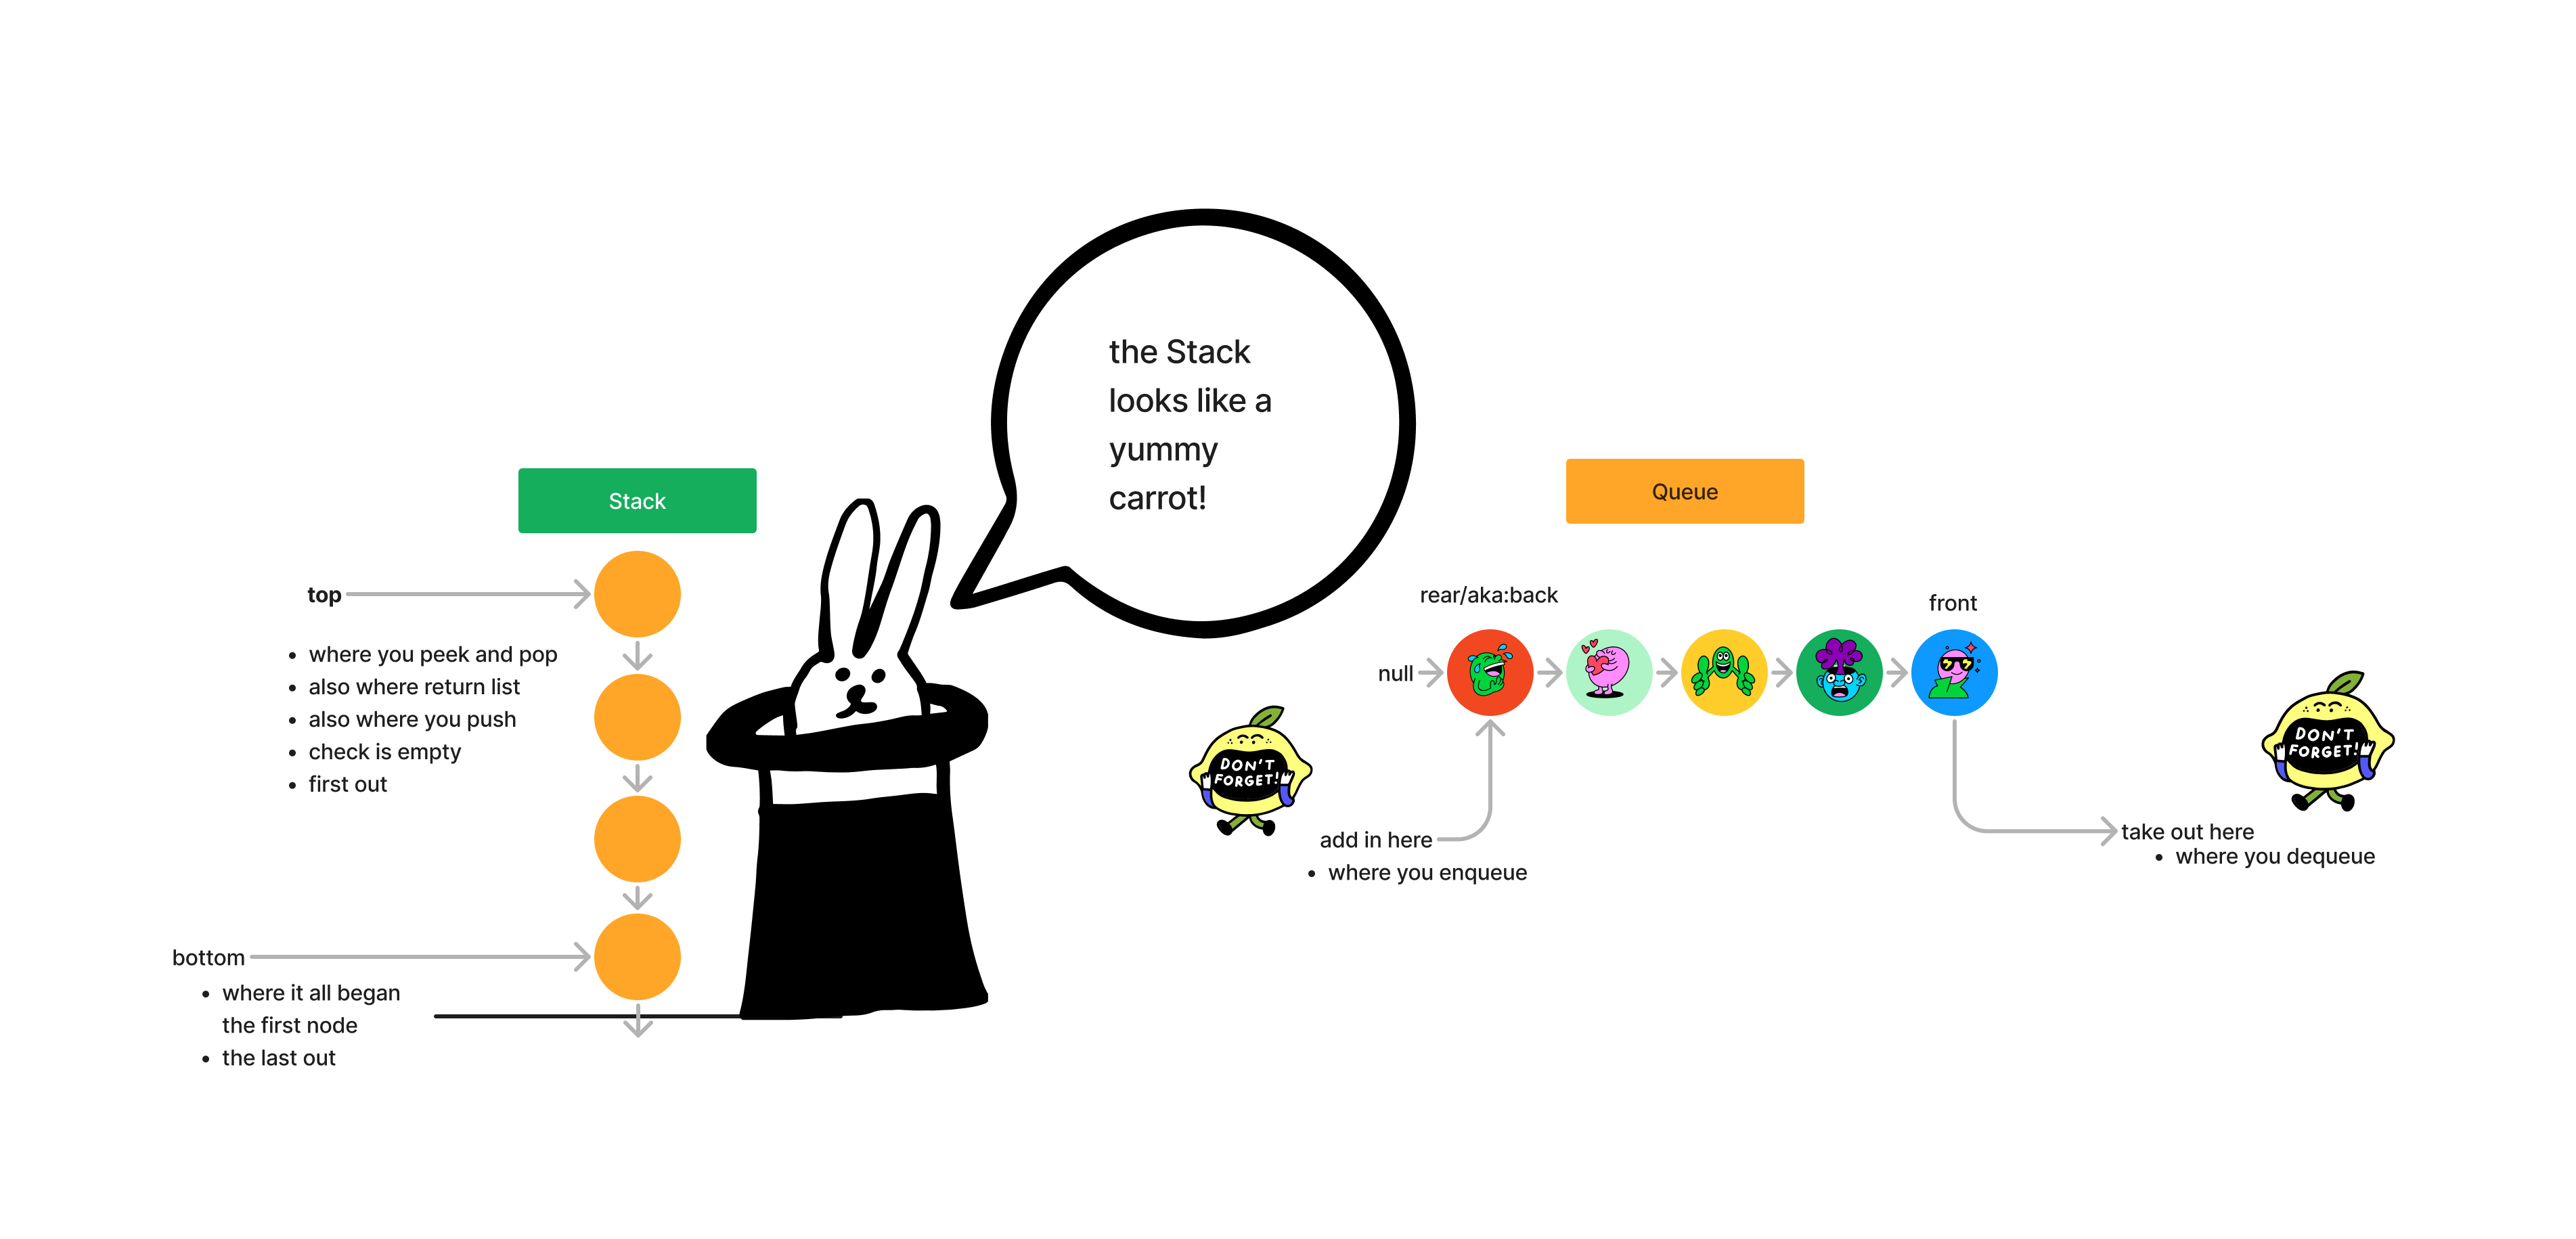 the Stack
looks like a
yummy
carrot!
Stack
top
• where you peek and pop
• also where return list
• also where you push
• check is empty
• first out
bottom
• where it all began
the first node
• the last out
Queue
rear/aka:back
front
null
DON'T
FORGET!
add in here
• where you enqueue
DON'T
FORGET!
take out here
• where you dequeue